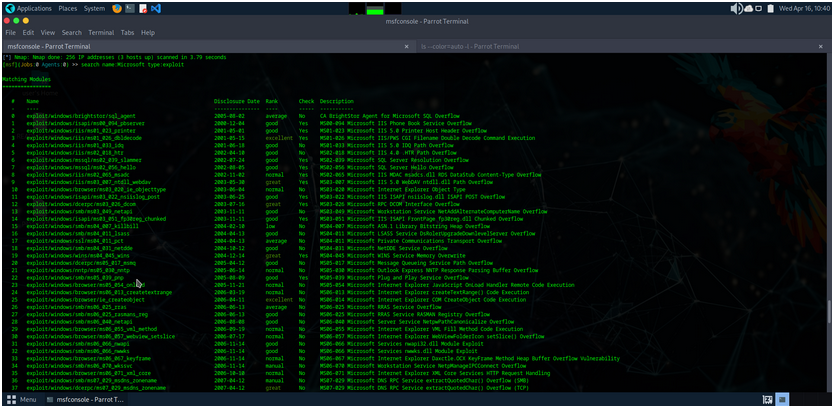 Applications Places System Wed Apr 16, 10:40
msfconsole - Parrot Terminal
File Edit View Search Terminal Tabs Help
msfconsole - Parrot Terminal × ls --color=auto -l - Parrot Terminal ×
[*] Nmap: Nmap done: 256 IP addresses (3 hosts up) scanned in 3.79 seconds
[msf](Jobs:0 Agents:0) >> search name:Microsoft type:exploit
Matching Modules
================
# Name Disclosure Date Rank Check Description
0 exploit/windows/brightstor/sql_agent 2005-08-02 average No CA BrightStor Agent for Microsoft SQL Overflow
1 exploit/windows/isapi/ms00_094_pbserver 2000-12-04 good Yes MS00-094 Microsoft IIS Phone Book Service Overflow
2 exploit/windows/iis/ms01_023_printer 2001-05-01 good Yes MS01-023 Microsoft IIS 5.0 Printer Host Header Overflow
3 exploit/windows/iis/ms01_026_dbldecode 2001-05-15 excellent Yes MS01-026 Microsoft IIS/PWS CGI Filename Double Decode Command Execution
4 exploit/windows/iis/ms01_033_idq 2001-06-18 good No MS01-033 Microsoft IIS 5.0 IDQ Path Overflow
5 exploit/windows/iis/ms02_018_htr 2002-04-10 good No MS02-018 Microsoft IIS 4.0 .HTR Path Overflow
6 exploit/windows/mssql/ms02_039_slammer 2002-07-24 good Yes MS02-039 Microsoft SQL Server Resolution Overflow
7 exploit/windows/mssql/ms02_056_hello 2002-08-05 good Yes MS02-056 Microsoft SQL Server Hello Overflow
8 exploit/windows/iis/ms02_065_msadc 2002-11-20 normal Yes MS02-065 Microsoft IIS MDAC msadcs.dll RDS DataStub Content-Type Overflow
9 exploit/windows/iis/ms03_007_ntdll_webdav 2003-05-30 great Yes MS03-007 Microsoft IIS 5.0 WebDAV ntdll.dll Path Overflow
10 exploit/windows/browser/ms03_020_ie_objecttype 2003-06-04 normal No MS03-020 Microsoft Internet Explorer Object Type
11 exploit/windows/isapi/ms03_022_nsiislog_post 2003-06-25 good Yes MS03-022 Microsoft IIS ISAPI nsiislog.dll ISAPI POST Overflow
12 exploit/windows/dcerpc/ms03_026_dcom 2003-07-16 great Yes MS03-026 Microsoft RPC DCOM Interface Overflow
13 exploit/windows/smb/ms03_049_netapi 2003-11-11 good No MS03-049 Microsoft Workstation Service NetAddAlternateComputerName Overflow
14 exploit/windows/isapi/ms03_051_fp30reg_chunked 2003-11-11 good Yes MS03-051 Microsoft IIS ISAPI FrontPage fp30reg.dll Chunked Overflow
15 exploit/windows/smb/ms04_007_killbill 2004-02-10 low No MS04-007 Microsoft ASN.1 Library Bitstring Heap Overflow
16 exploit/windows/smb/ms04_011_lsass 2004-04-13 good No MS04-011 Microsoft LSASS Service DsRolerUpgradeDownlevelServer Overflow
17 exploit/windows/ssl/ms04_011_pct 2004-04-13 average No MS04-011 Microsoft Private Communications Transport Overflow
18 exploit/windows/smb/ms04_031_netdde 2004-10-12 good No MS04-031 Microsoft NetDDE Service Overflow
19 exploit/windows/wins/ms04_045_wins 2004-12-14 great Yes MS04-045 Microsoft WINS Service Memory Overwrite
20 exploit/windows/dcerpc/ms05_017_msmq 2005-04-12 good No MS05-017 Microsoft Message Queueing Service Path Overflow
21 exploit/windows/nntp/ms05_030_nntp 2005-06-14 normal No MS05-030 Microsoft Outlook Express NNTP Response Parsing Buffer Overflow
22 exploit/windows/smb/ms05_039_pnp 2005-08-09 good Yes MS05-039 Microsoft Plug and Play Service Overflow
23 exploit/windows/browser/ms05_054_onload 2005-11-21 normal No MS05-054 Microsoft Internet Explorer JavaScript OnLoad Handler Remote Code Execution
24 exploit/windows/browser/ms06_013_createtextrange 2006-03-19 normal No MS06-013 Microsoft Internet Explorer createTextRange() Code Execution
25 exploit/windows/browser/ie_createobject 2006-04-11 excellent No MS06-014 Microsoft Internet Explorer COM CreateObject Code Execution
26 exploit/windows/smb/ms06_025_rras 2006-06-13 average No MS06-025 Microsoft RRAS Service Overflow
27 exploit/windows/smb/ms06_025_rasmans_reg 2006-06-13 good No MS06-025 Microsoft RRAS Service RASMAN Registry Overflow
28 exploit/windows/smb/ms06_040_netapi 2006-08-08 good No MS06-040 Microsoft Server Service NetpwPathCanonicalize Overflow
29 exploit/windows/browser/ms06_055_vml_method 2006-09-19 normal No MS06-055 Microsoft Internet Explorer VML Fill Method Code Execution
30 exploit/windows/browser/ms06_057_webview_setslice 2006-07-17 normal No MS06-057 Microsoft Internet Explorer WebViewFolderIcon setSlice() Overflow
31 exploit/windows/smb/ms06_066_nwapi 2006-11-14 good No MS06-066 Microsoft Services nwapi32.dll Module Exploit
32 exploit/windows/smb/ms06_066_nwwks 2006-11-14 good No MS06-066 Microsoft Services nwwks.dll Module Exploit
33 exploit/windows/browser/ms06_067_keyframe 2006-11-14 normal No MS06-067 Microsoft Internet Explorer Daxctle.OCX KeyFrame Method Heap Buffer Overflow Vulnerability
34 exploit/windows/smb/ms06_070_wkssvc 2006-11-14 manual No MS06-070 Microsoft Workstation Service NetpManageIPCConnect Overflow
35 exploit/windows/browser/ms06_071_xml_core 2006-10-10 normal No MS06-071 Microsoft Internet Explorer XML Core Services HTTP Request Handling
36 exploit/windows/smb/ms07_029_msdns_zonename 2007-04-12 manual No MS07-029 Microsoft DNS RPC Service extractQuotedChar() Overflow (SMB)
37 exploit/windows/dcerpc/ms07_029_msdns_zonename 2007-04-12 great No MS07-029 Microsoft DNS RPC Service extractQuotedChar() Overflow (TCP)
Menu msfconsole - Parrot T...